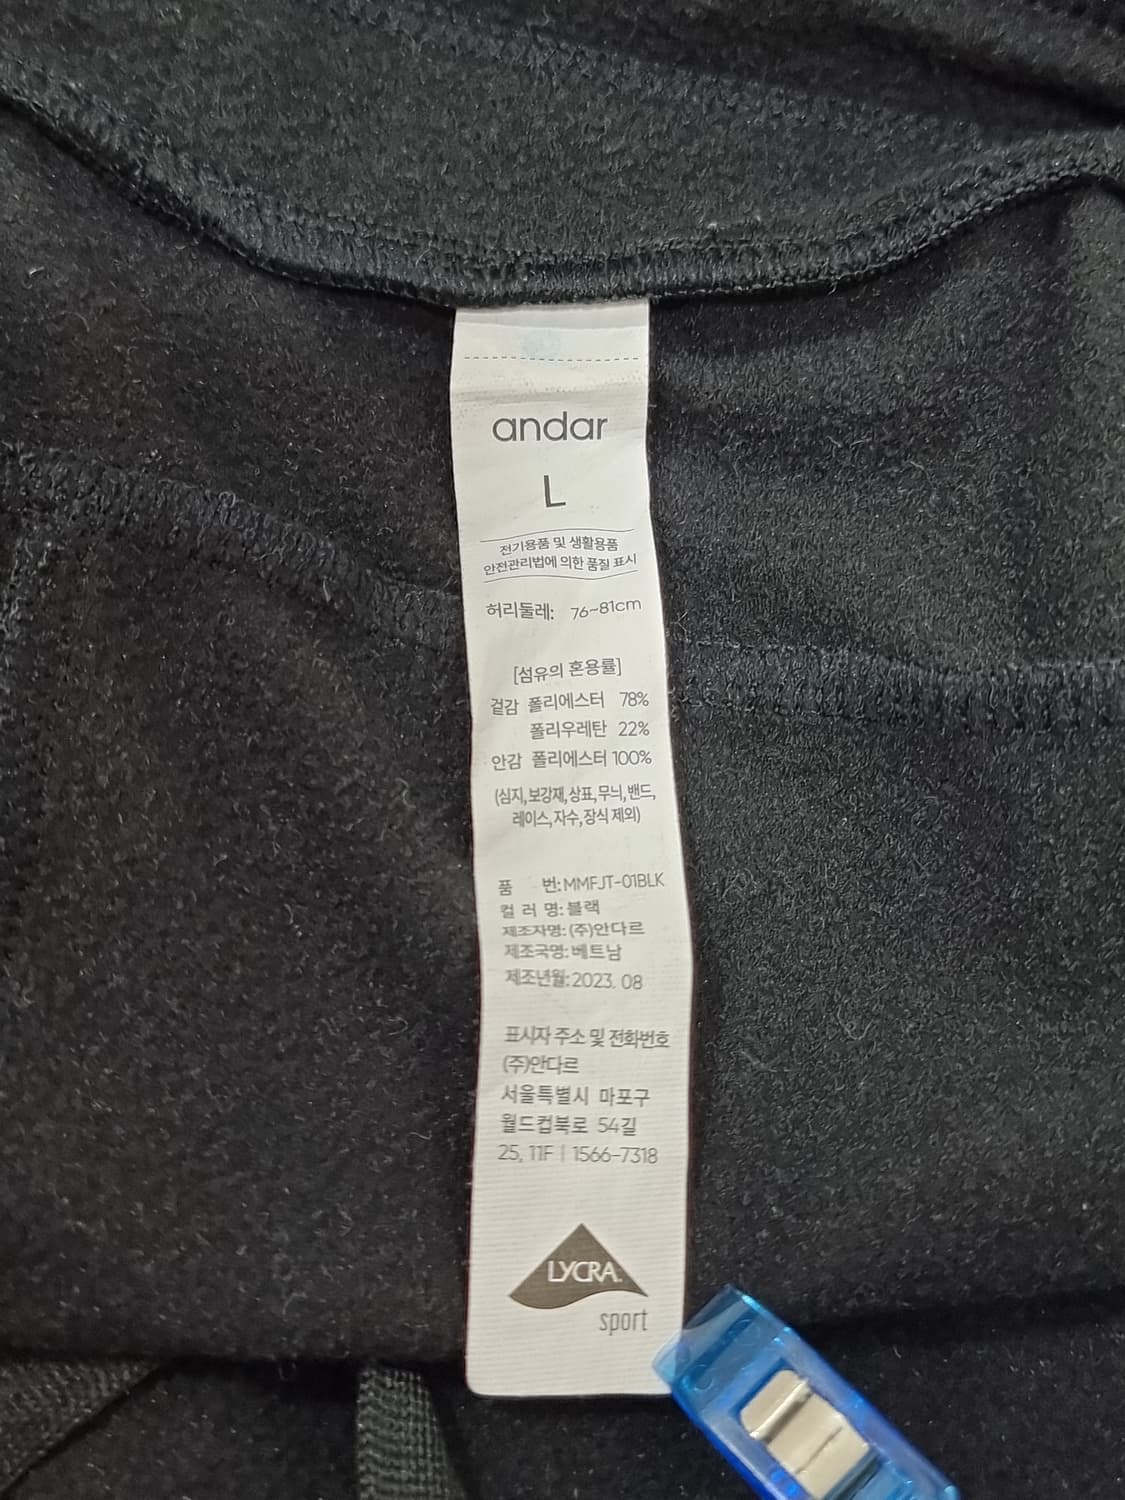 andar
L
전기용품 및 생활용품
안전관리법에 의한 품질 표시
허리둘레: 76~81cm
[섬유의 혼용률]
겉감 폴리에스터 78%
폴리우레탄 22%
안감 폴리에스터 100%
(심지,보강재,상표,무늬,밴드,
레이스,자수,장식 제외)
품 번: MMFJT-01BLK
컬 러 명: 블랙
제조자명: (주)안다르
제조국명: 베트남
제조년월: 2023. 08
표시자 주소 및 전화번호
(주)안다르
서울특별시 마포구
월드컵북로 54길
25, 11F | 1566-7318
LYCRA
sport